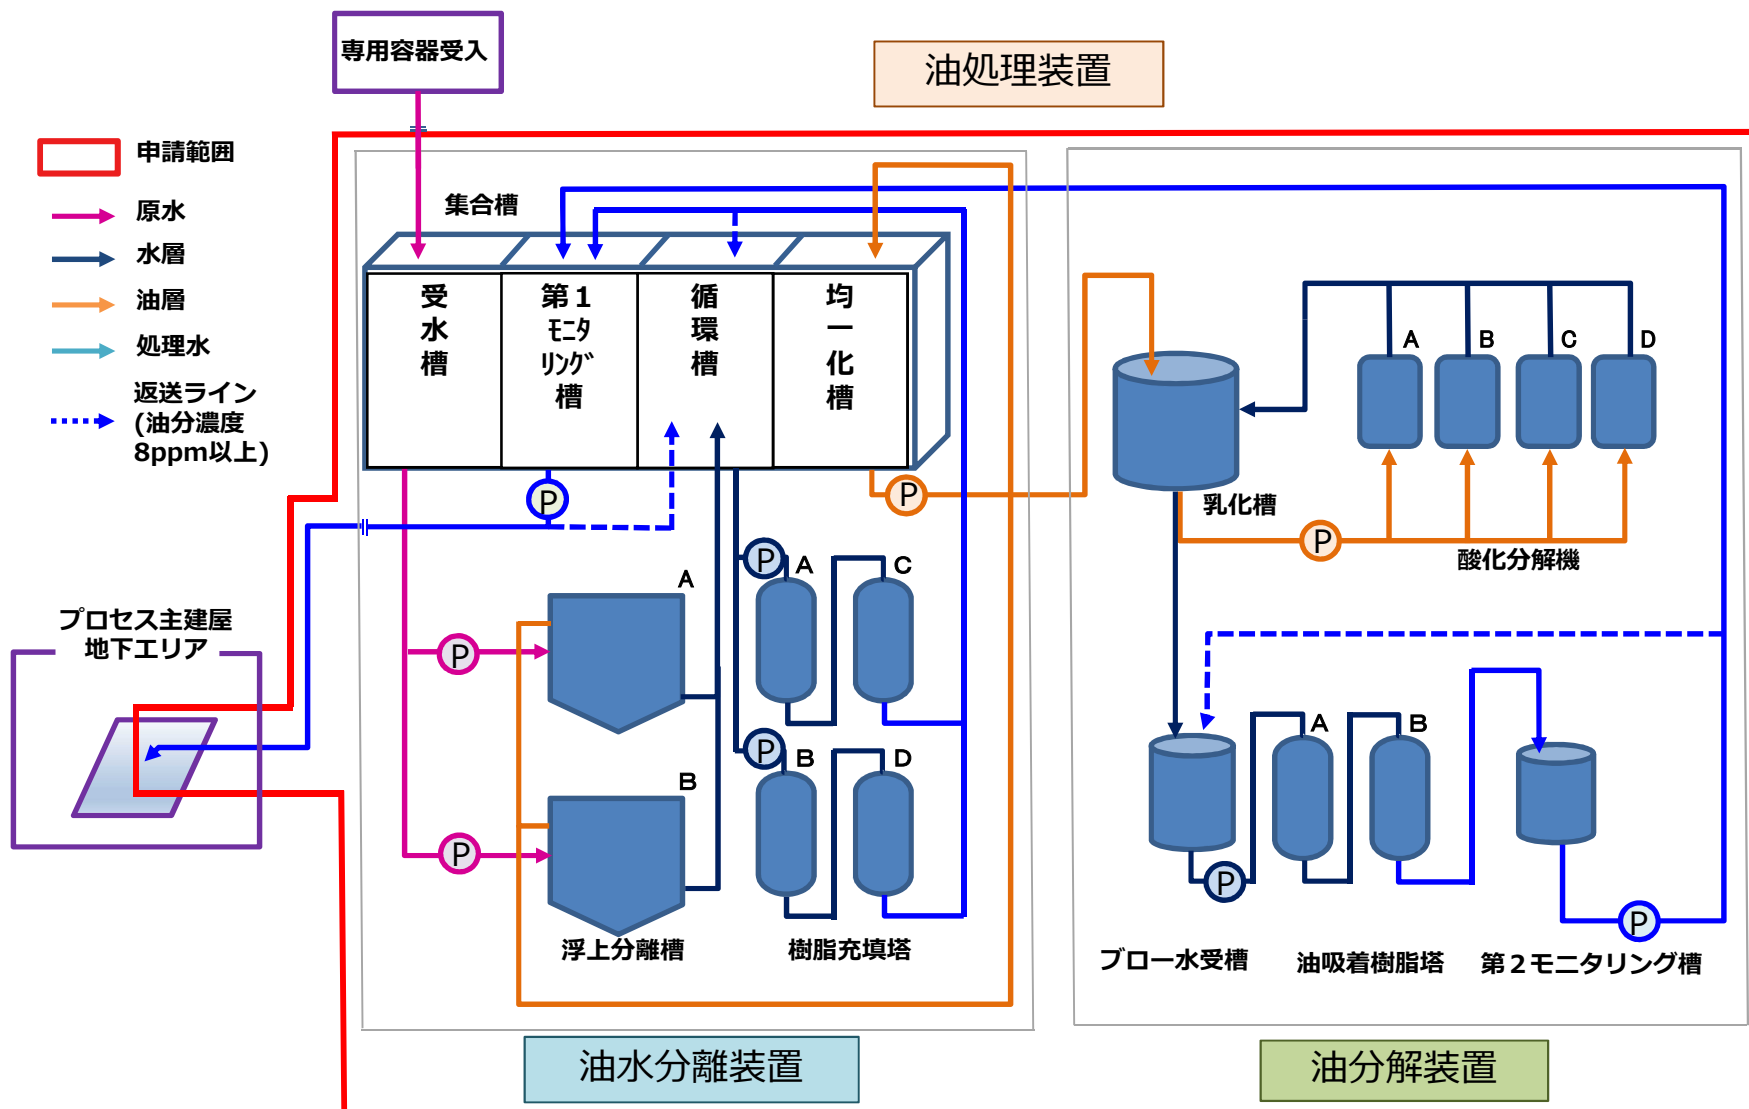 専用容器受入
油処理装置
申請範囲
原水
水層
油層
処理水
返送ライン
(油分濃度
8ppm以上)
集合槽
受水槽
第１ﾓﾆﾀﾘﾝｸﾞ槽
循環槽
均一化槽
A
B
C
D
P
P
P
乳化槽
酸化分解機
プロセス主建屋
地下エリア
P
A
P
A
C
P
B
P
B
D
P
浮上分離槽
樹脂充填塔
A
B
P
P
ブロー水受槽
油吸着樹脂塔
第２モニタリング槽
油水分離装置
油分解装置